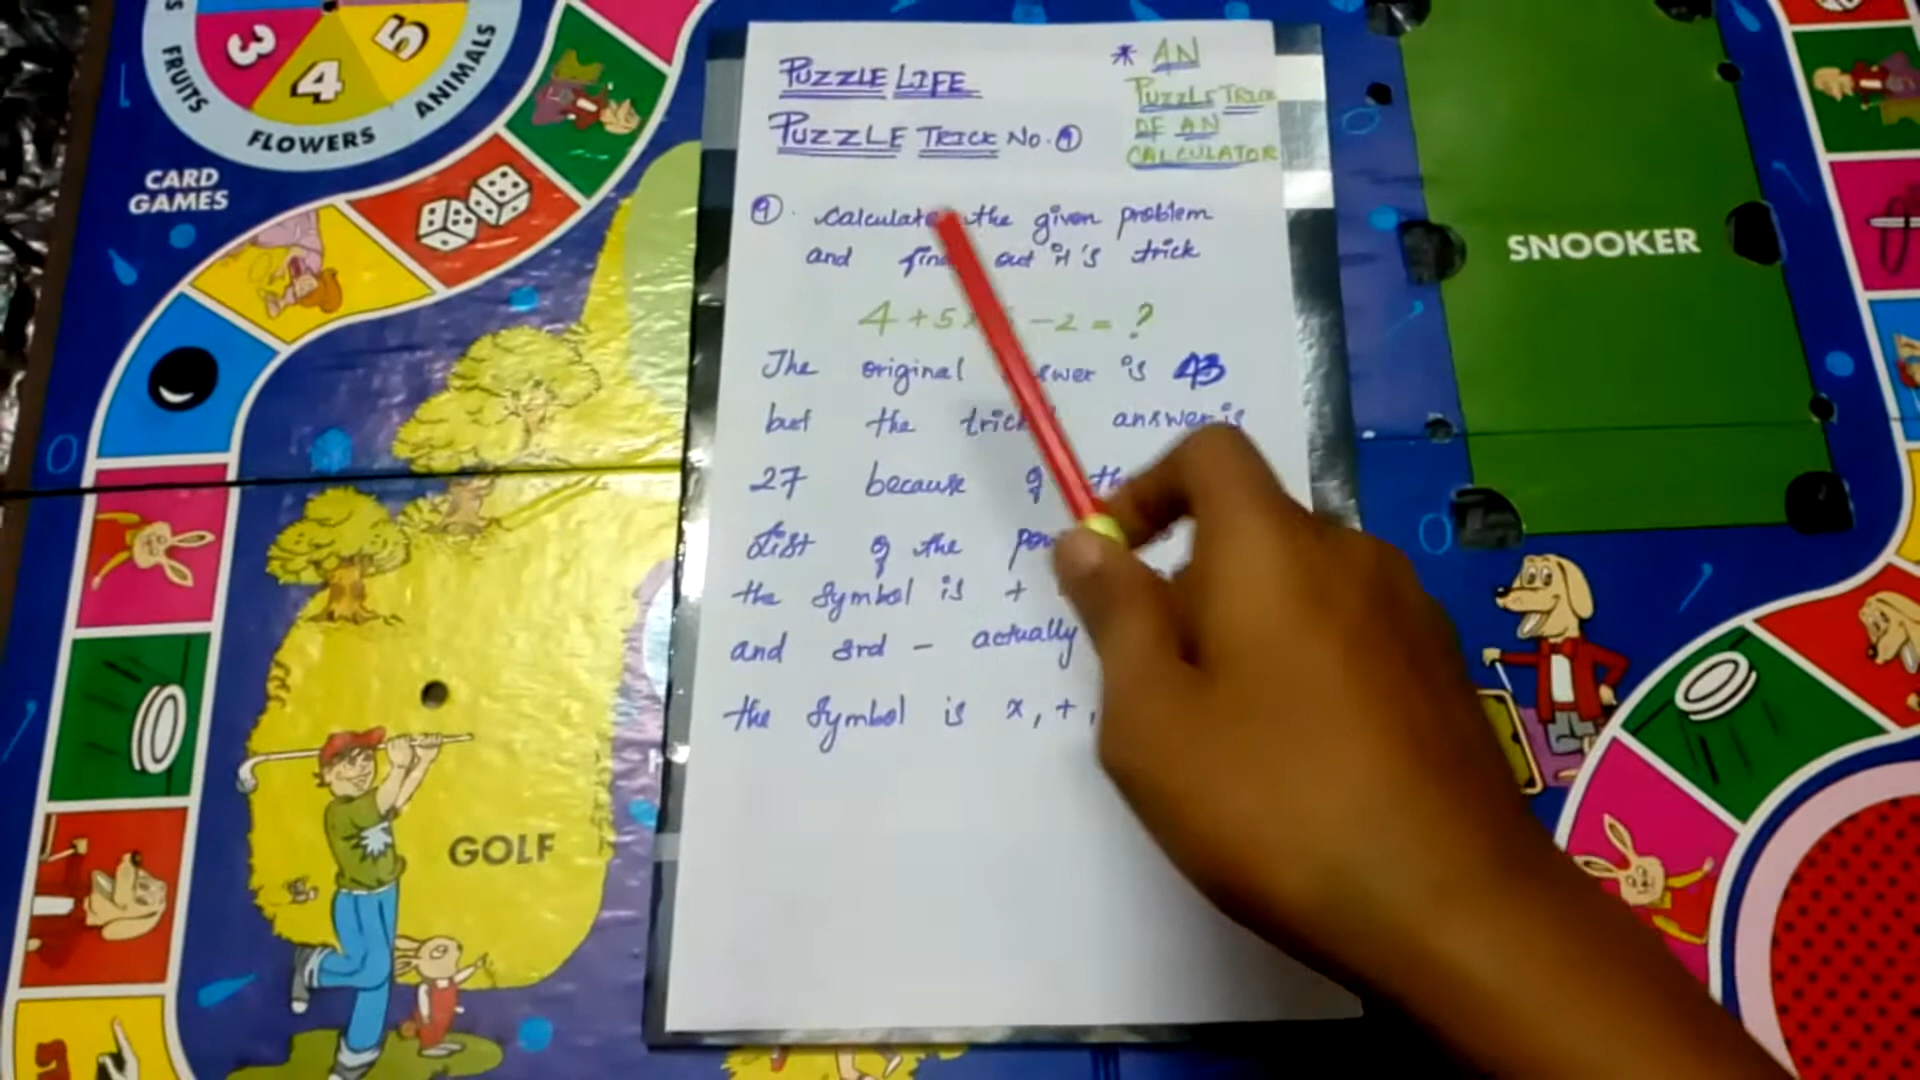 PUZZLE LIFE
PUZZLE TRICK NO. 9
* AN
PUZZLE TRICK
OF AN
CALCULATOR
9. Calculate the given problem
and find out it's trick
4 + 5 x - 2 = ?
The original answer is 43
but the trick answer is
27 because of the
List of the
the symbol is +
and 3rd - actually
the symbol is x, +,
3
4
5
FRUITS
FLOWERS
ANIMALS
CARD
GAMES
SNOOKER
GOLF